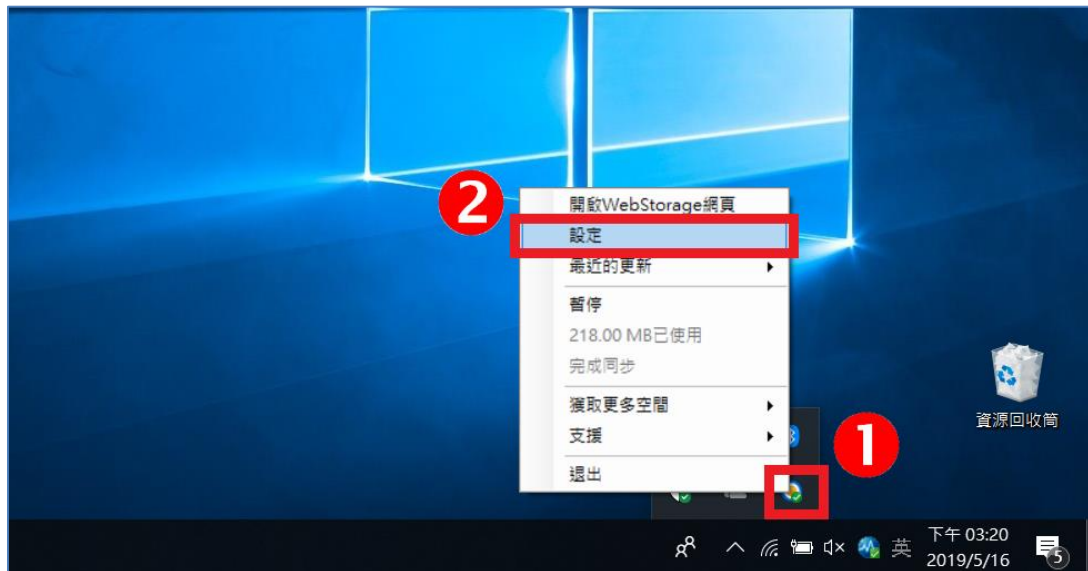 2
開啟WebStorage網頁
設定
最近的更新
暫停
218.00 MB已使用
完成同步
獲取更多空間
支援
退出
1
資源回收筒
英
下午 03:20
2019/5/16
5